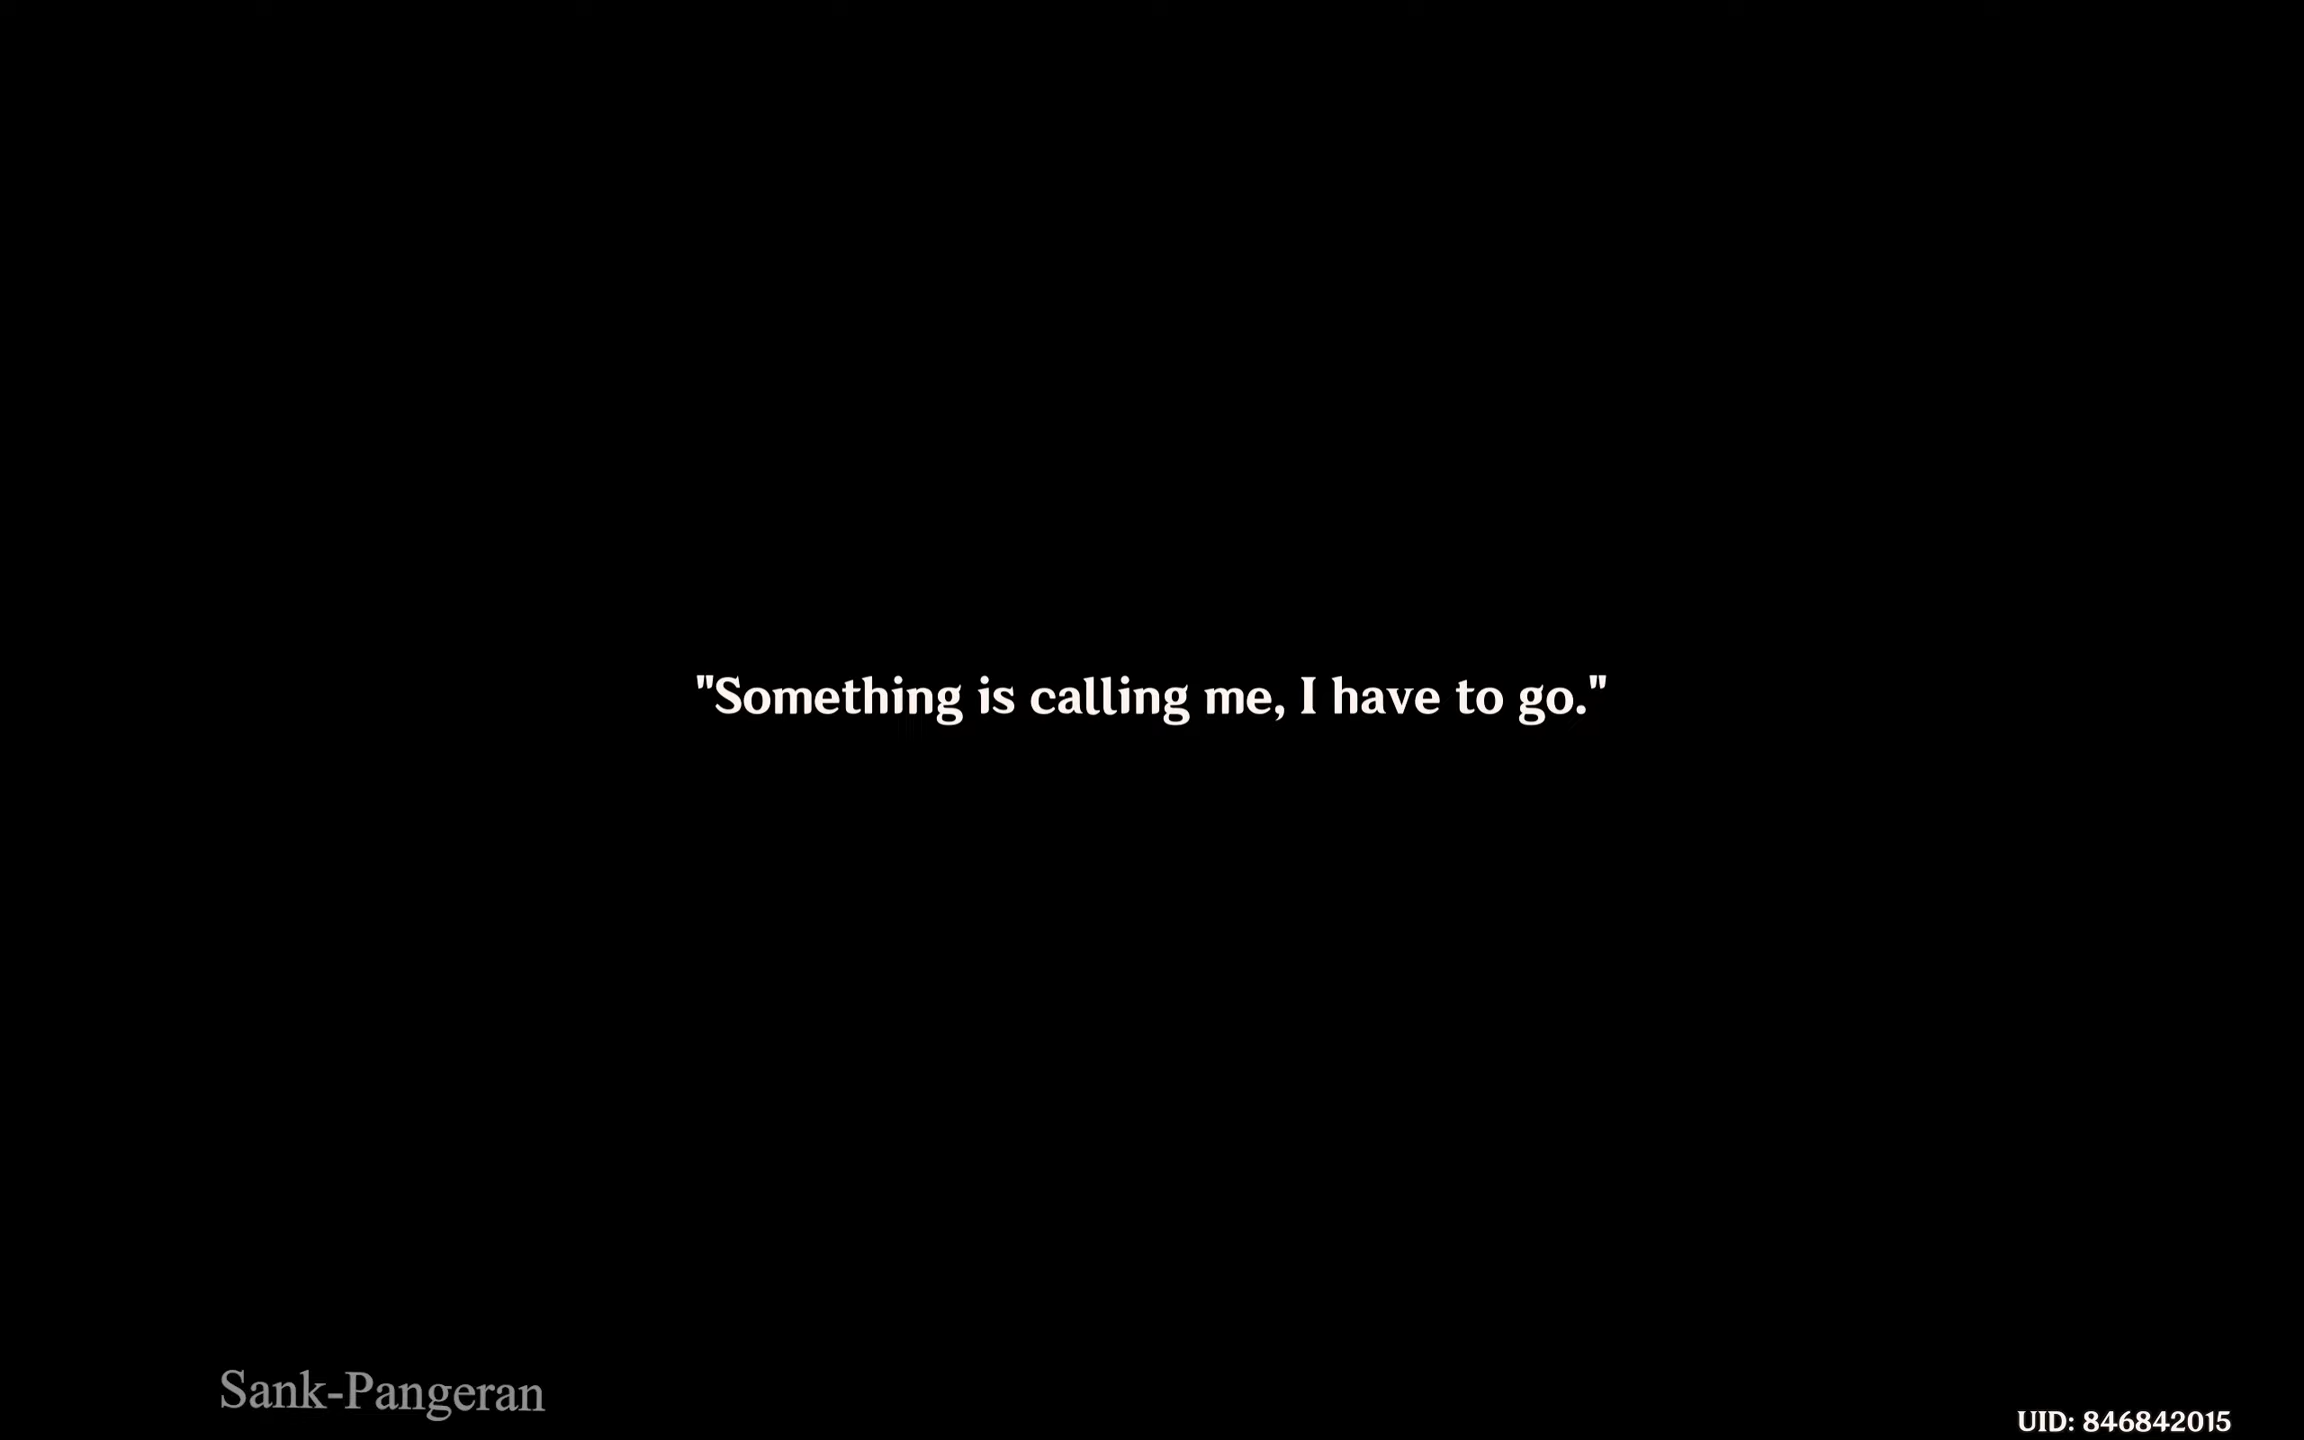 "Something is calling me, I have to go."
Sank-Pangeran
UID: 846842015